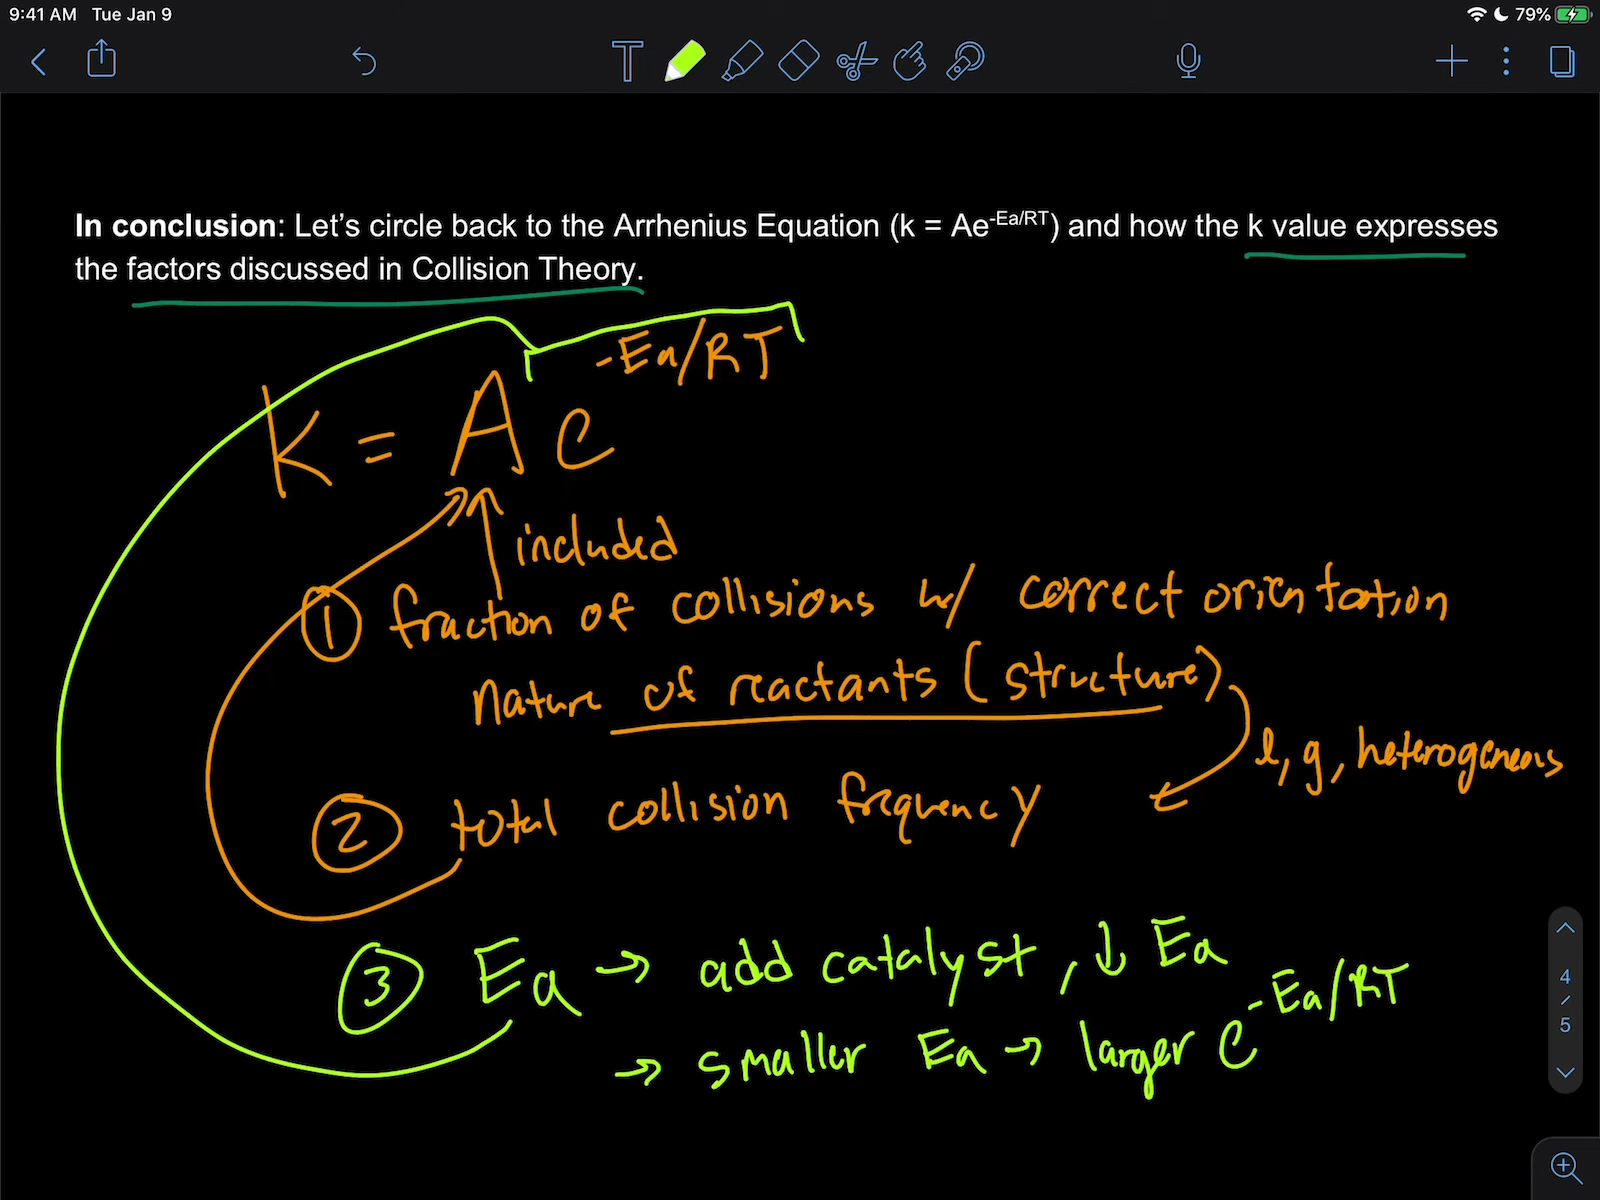 9:41 AM Tue Jan 9 79%
In conclusion: Let's circle back to the Arrhenius Equation (k = Ae-Ea/RT) and how the k value expresses
the factors discussed in Collision Theory.
K = A e -Ea/RT
included
1 fraction of collisions w/ correct orientation
nature of reactants (structure)
l, g, heterogeneous
2 total collision frequency
3 Ea → add catalyst, ↓ Ea
→ smaller Ea → larger e -Ea/RT
4
/
5